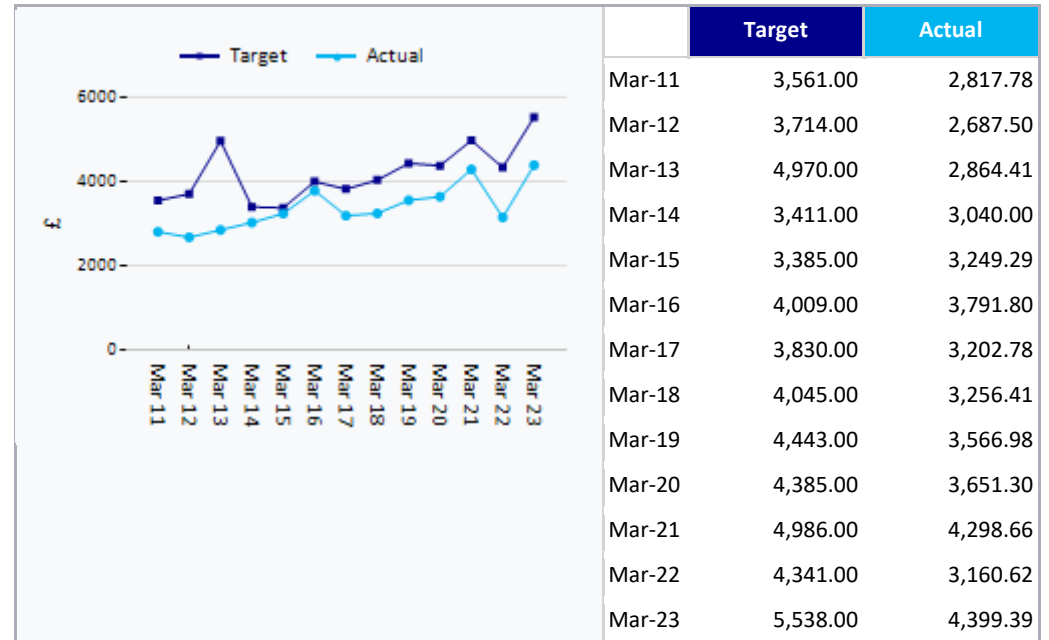 Target Actual
6000
4000
£
2000
0
Mar 11
Mar 12
Mar 13
Mar 14
Mar 15
Mar 16
Mar 17
Mar 18
Mar 19
Mar 20
Mar 21
Mar 22
Mar 23
Target Actual
Mar-11 3,561.00 2,817.78
Mar-12 3,714.00 2,687.50
Mar-13 4,970.00 2,864.41
Mar-14 3,411.00 3,040.00
Mar-15 3,385.00 3,249.29
Mar-16 4,009.00 3,791.80
Mar-17 3,830.00 3,202.78
Mar-18 4,045.00 3,256.41
Mar-19 4,443.00 3,566.98
Mar-20 4,385.00 3,651.30
Mar-21 4,986.00 4,298.66
Mar-22 4,341.00 3,160.62
Mar-23 5,538.00 4,399.39